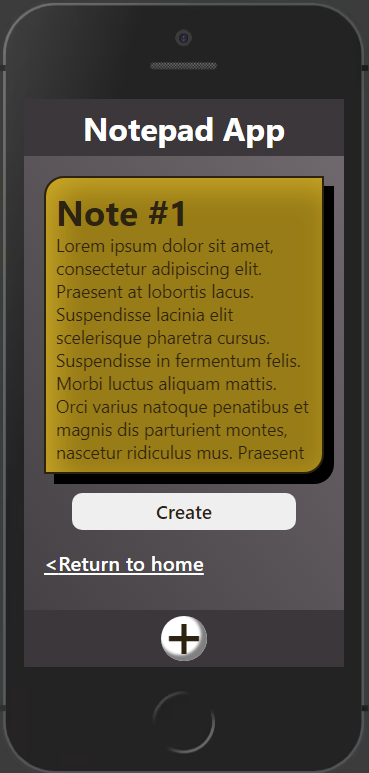 Notepad App
Note #1
Lorem ipsum dolor sit amet,
consectetur adipiscing elit.
Praesent at lobortis lacus.
Suspendisse lacinia elit
scelerisque pharetra cursus.
Suspendisse in fermentum felis.
Morbi luctus aliquam mattis.
Orci varius natoque penatibus et
magnis dis parturient montes,
nascetur ridiculus mus. Praesent
Create
<Return to home
+